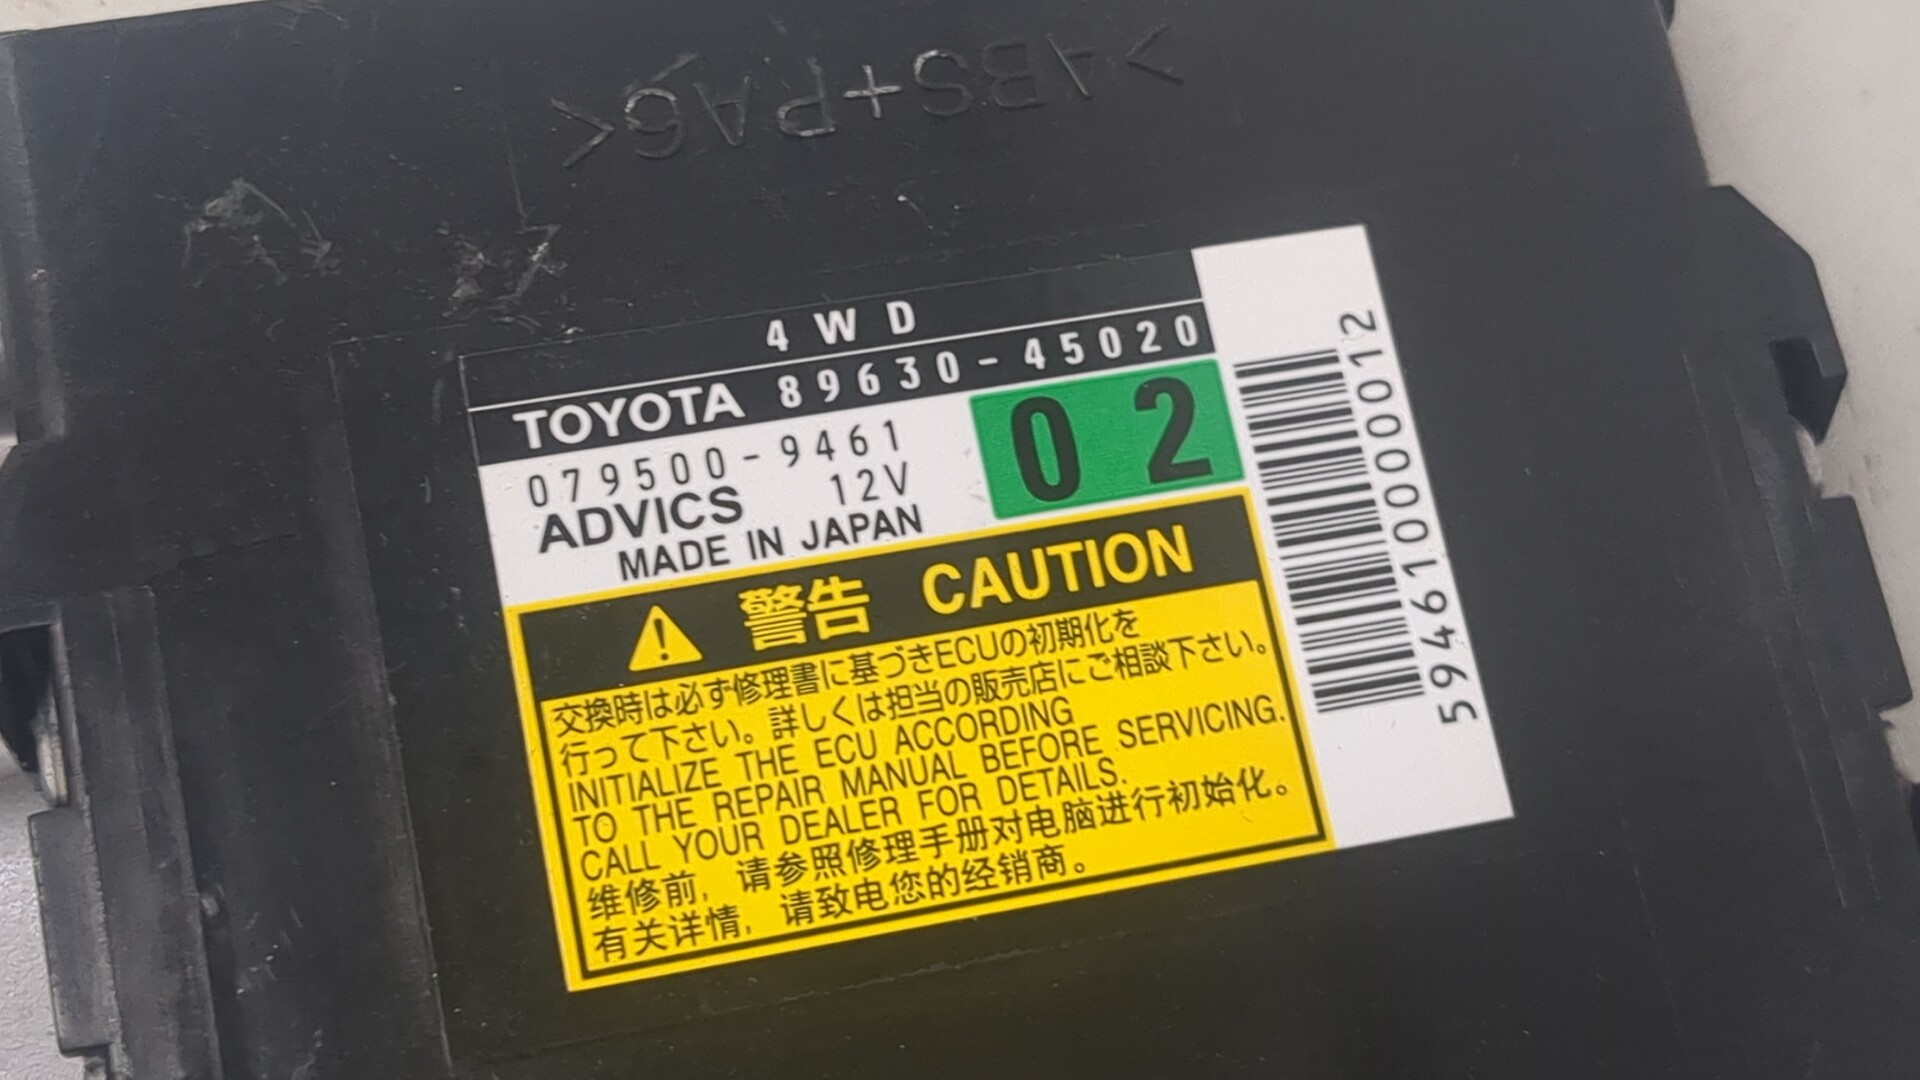 >ABS+PA6<
4WD
TOYOTA 89630-45020
079500-9461
ADVICS 12V
MADE IN JAPAN
02
594610000012
警告 CAUTION
交換時は必ず修理書に基づきECUの初期化を
行って下さい。詳しくは担当の販売店にご相談下さい。
INITIALIZE THE ECU ACCORDING
TO THE REPAIR MANUAL BEFORE SERVICING.
CALL YOUR DEALER FOR DETAILS.
维修前，请参照修理手册对电脑进行初始化。
有关详情，请致电您的经销商。